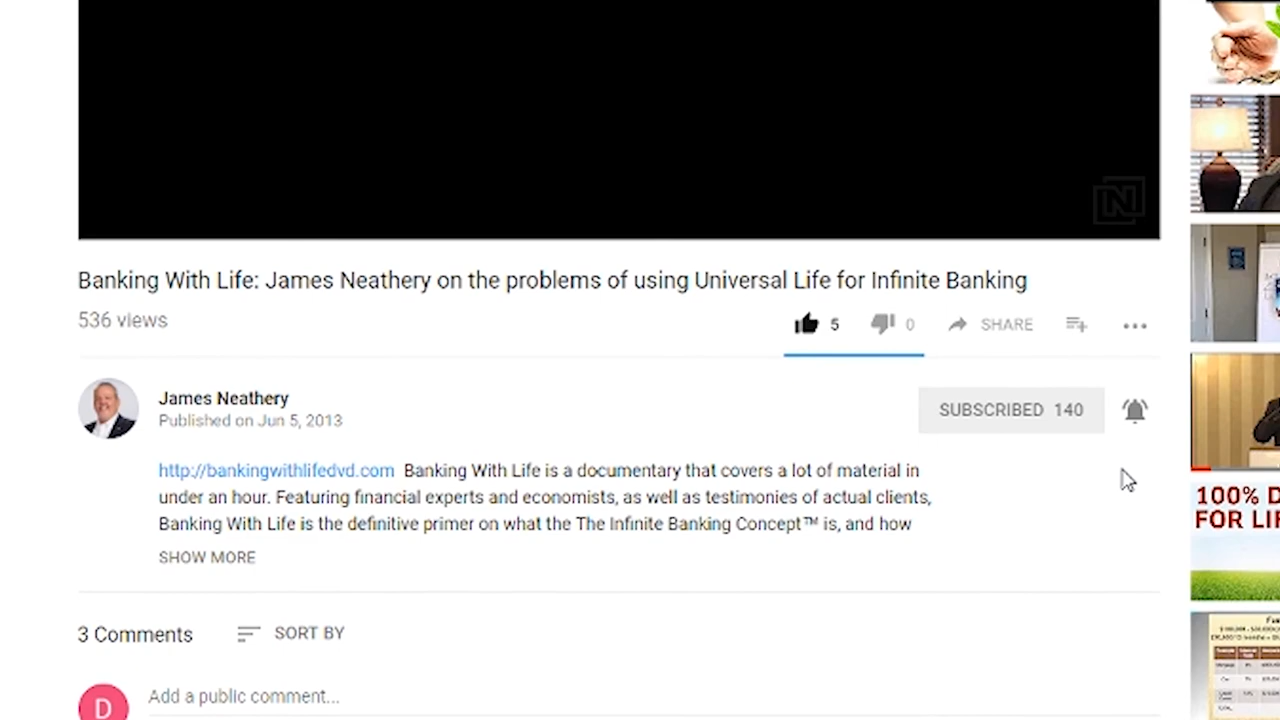 N
Banking With Life: James Neathery on the problems of using Universal Life for Infinite Banking
536 views
5 0 SHARE
James Neathery
Published on Jun 5, 2013
SUBSCRIBED 140
http://bankingwithlifedvd.com Banking With Life is a documentary that covers a lot of material in
under an hour. Featuring financial experts and economists, as well as testimonies of actual clients,
Banking With Life is the definitive primer on what the The Infinite Banking Concept™ is, and how
SHOW MORE
3 Comments SORT BY
D Add a public comment...
100% D
FOR LI